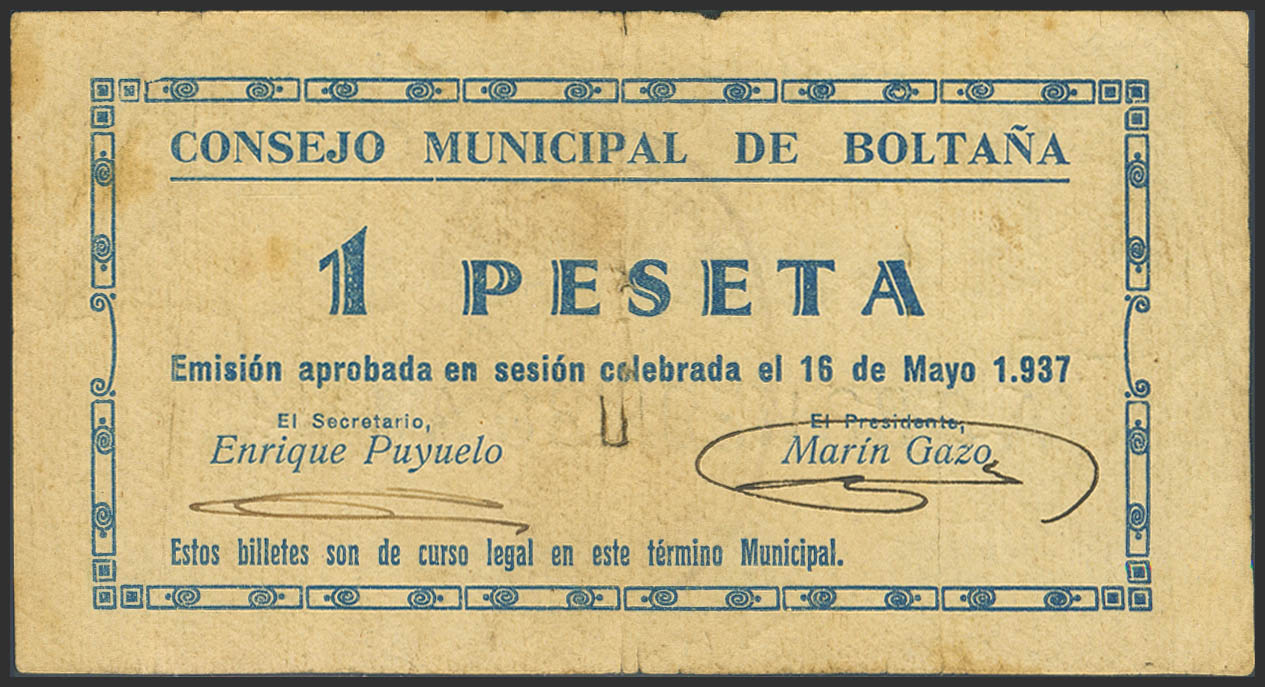 CONSEJO MUNICIPAL DE BOLTAÑA
1 PESETA
Emisión aprobada en sesión celebrada el 16 de Mayo 1.937
El Secretario, El Presidente,
Enrique Puyuelo Marín Gazo
Estos billetes son de curso legal en este término Municipal.